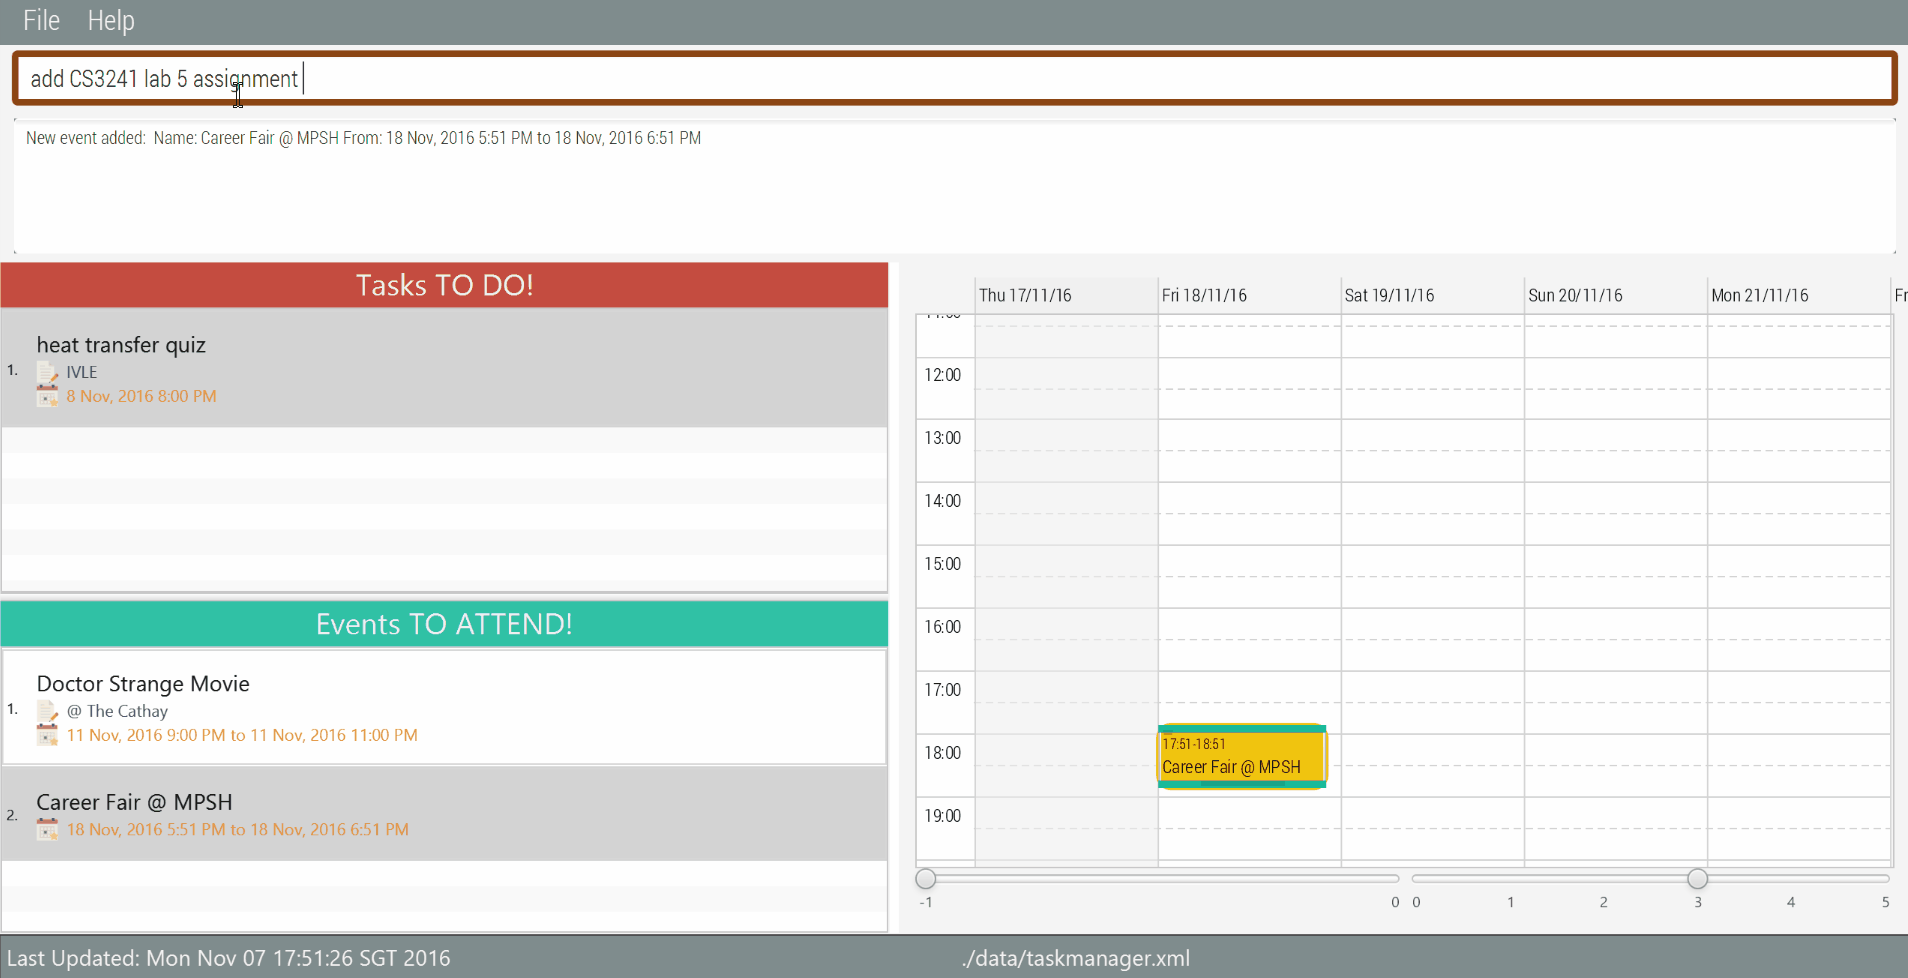 File Help
add CS3241 lab 5 assignment
New event added: Name: Career Fair @ MPSH From: 18 Nov, 2016 5:51 PM to 18 Nov, 2016 6:51 PM
Tasks TO DO!
1. heat transfer quiz
IVLE
8 Nov, 2016 8:00 PM
Events TO ATTEND!
1. Doctor Strange Movie
@ The Cathay
11 Nov, 2016 9:00 PM to 11 Nov, 2016 11:00 PM
2. Career Fair @ MPSH
18 Nov, 2016 5:51 PM to 18 Nov, 2016 6:51 PM
Thu 17/11/16 Fri 18/11/16 Sat 19/11/16 Sun 20/11/16 Mon 21/11/16 Fr
12:00
13:00
14:00
15:00
16:00
17:00
17:51-18:51
18:00
Career Fair @ MPSH
19:00
-1 0 0 1 2 3 4 5
Last Updated: Mon Nov 07 17:51:26 SGT 2016 ./data/taskmanager.xml